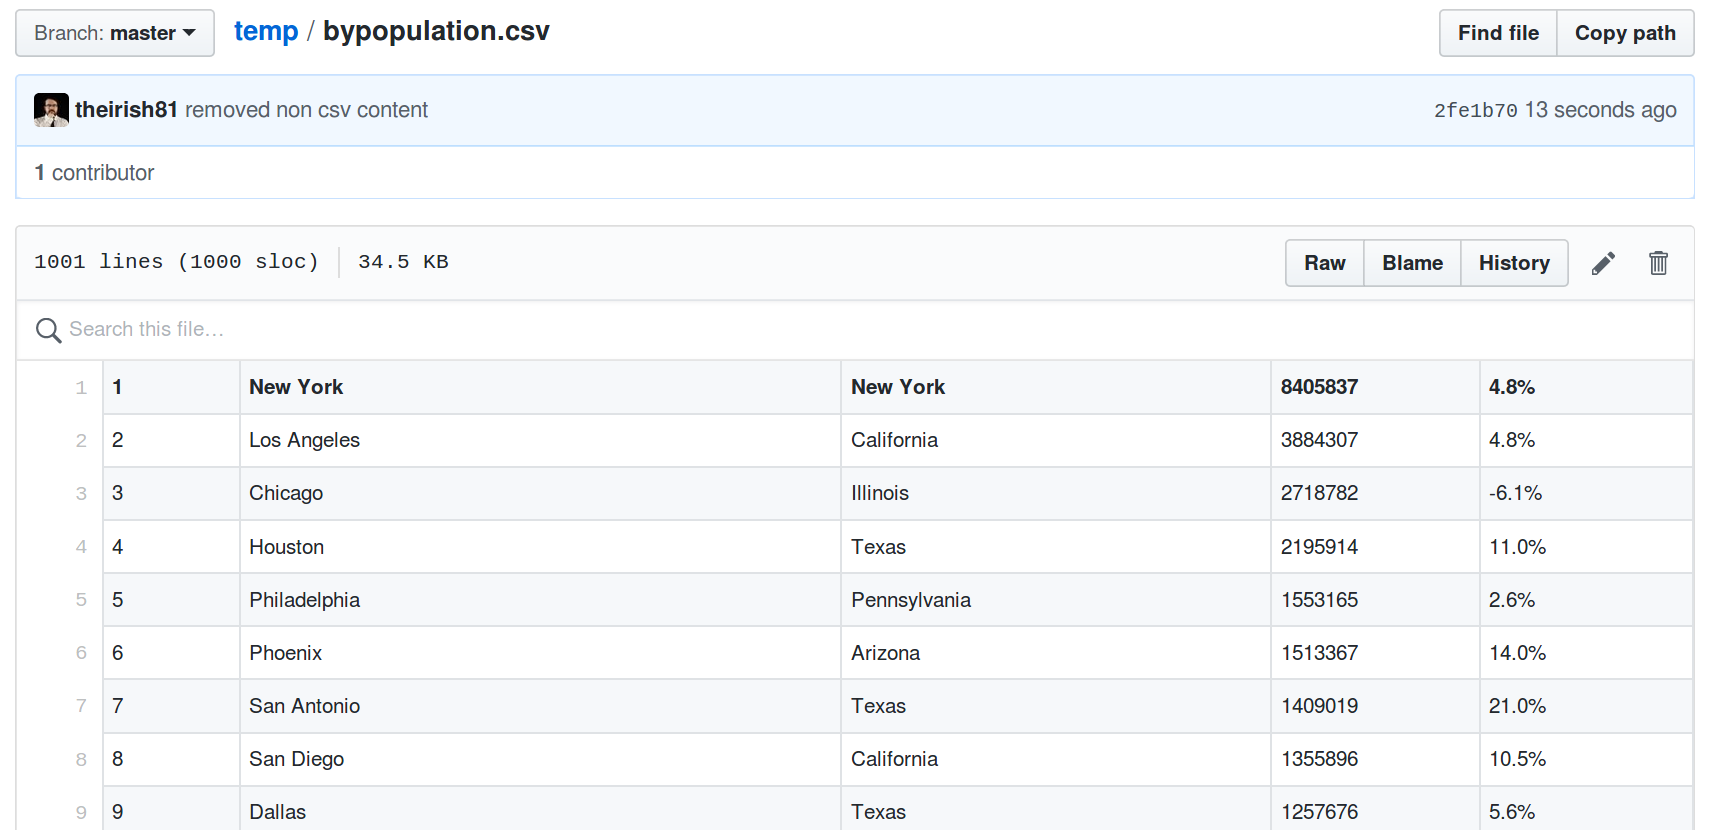 Branch: master temp / bypopulation.csv Find file Copy path
theirish81 removed non csv content 2fe1b70 13 seconds ago
1 contributor
1001 lines (1000 sloc) 34.5 KB Raw Blame History
Search this file…
1 1 New York New York 8405837 4.8%
2 2 Los Angeles California 3884307 4.8%
3 3 Chicago Illinois 2718782 -6.1%
4 4 Houston Texas 2195914 11.0%
5 5 Philadelphia Pennsylvania 1553165 2.6%
6 6 Phoenix Arizona 1513367 14.0%
7 7 San Antonio Texas 1409019 21.0%
8 8 San Diego California 1355896 10.5%
9 9 Dallas Texas 1257676 5.6%